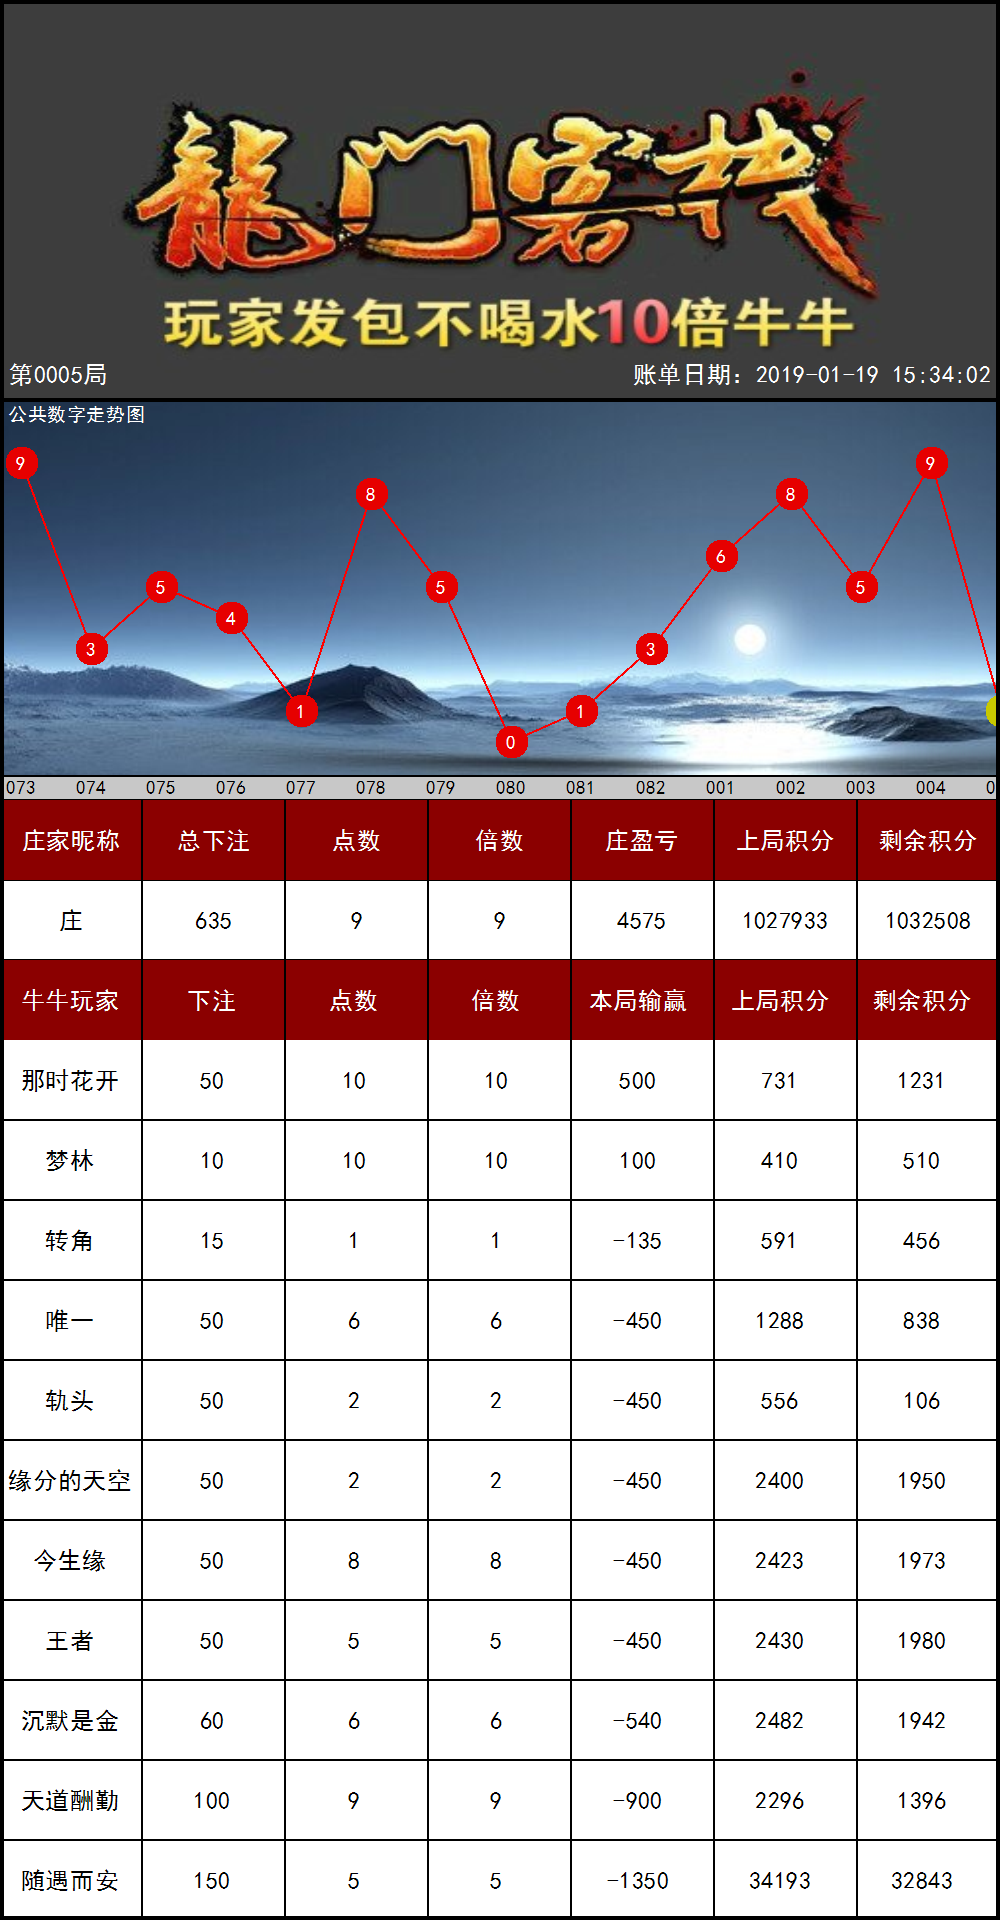 龍门客栈
玩家发包不喝水10倍牛牛
第0005局 账单日期：2019-01-19 15:34:02
公共数字走势图
9 3 5 4 1 8 5 0 1 3 6 8 5 9
073 074 075 076 077 078 079 080 081 082 001 002 003 004 0
庄家昵称 总下注 点数 倍数 庄盈亏 上局积分 剩余积分
庄 635 9 9 4575 1027933 1032508
牛牛玩家 下注 点数 倍数 本局输赢 上局积分 剩余积分
那时花开 50 10 10 500 731 1231
梦林 10 10 10 100 410 510
转角 15 1 1 -135 591 456
唯一 50 6 6 -450 1288 838
轨头 50 2 2 -450 556 106
缘分的天空 50 2 2 -450 2400 1950
今生缘 50 8 8 -450 2423 1973
王者 50 5 5 -450 2430 1980
沉默是金 60 6 6 -540 2482 1942
天道酬勤 100 9 9 -900 2296 1396
随遇而安 150 5 5 -1350 34193 32843